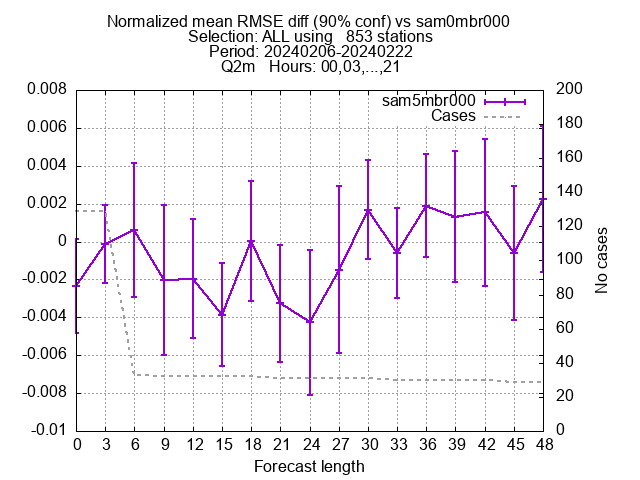 Normalized mean RMSE diff (90% conf) vs sam0mbr000
Selection: ALL using   853 stations
Period: 20240206-20240222
Q2m   Hours: 00,03,...,21
sam5mbr000
Cases
0.008
0.006
0.004
0.002
0
-0.002
-0.004
-0.006
-0.008
-0.01
200
180
160
140
120
100
80
60
40
20
0
No cases
0 3 6 9 12 15 18 21 24 27 30 33 36 39 42 45 48
Forecast length